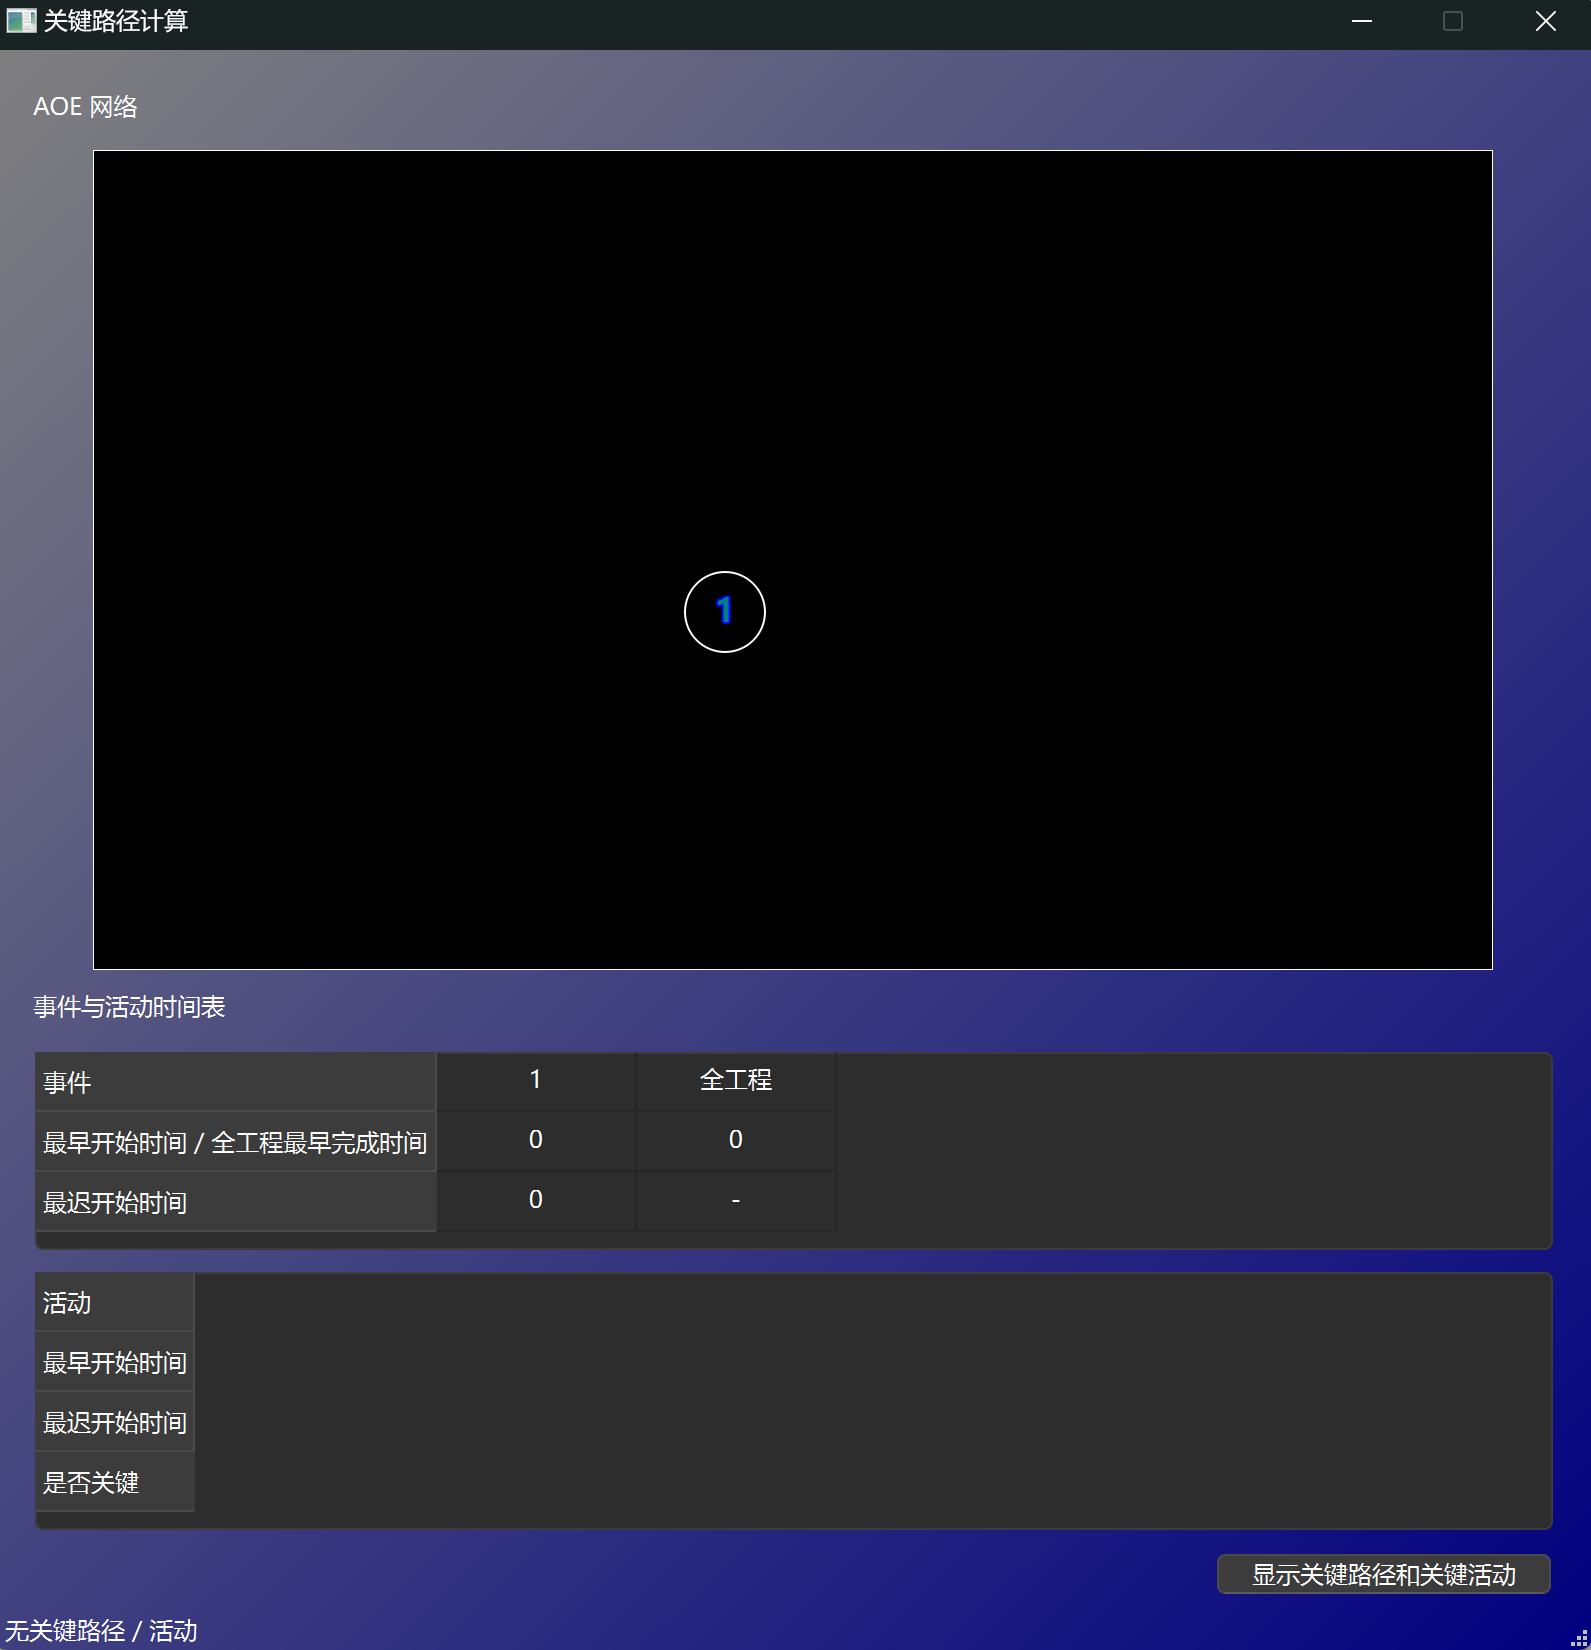 关键路径计算
AOE 网络
1
事件与活动时间表
事件 1 全工程
最早开始时间 / 全工程最早完成时间 0 0
最迟开始时间 0 -
活动
最早开始时间
最迟开始时间
是否关键
显示关键路径和关键活动
无关键路径 / 活动